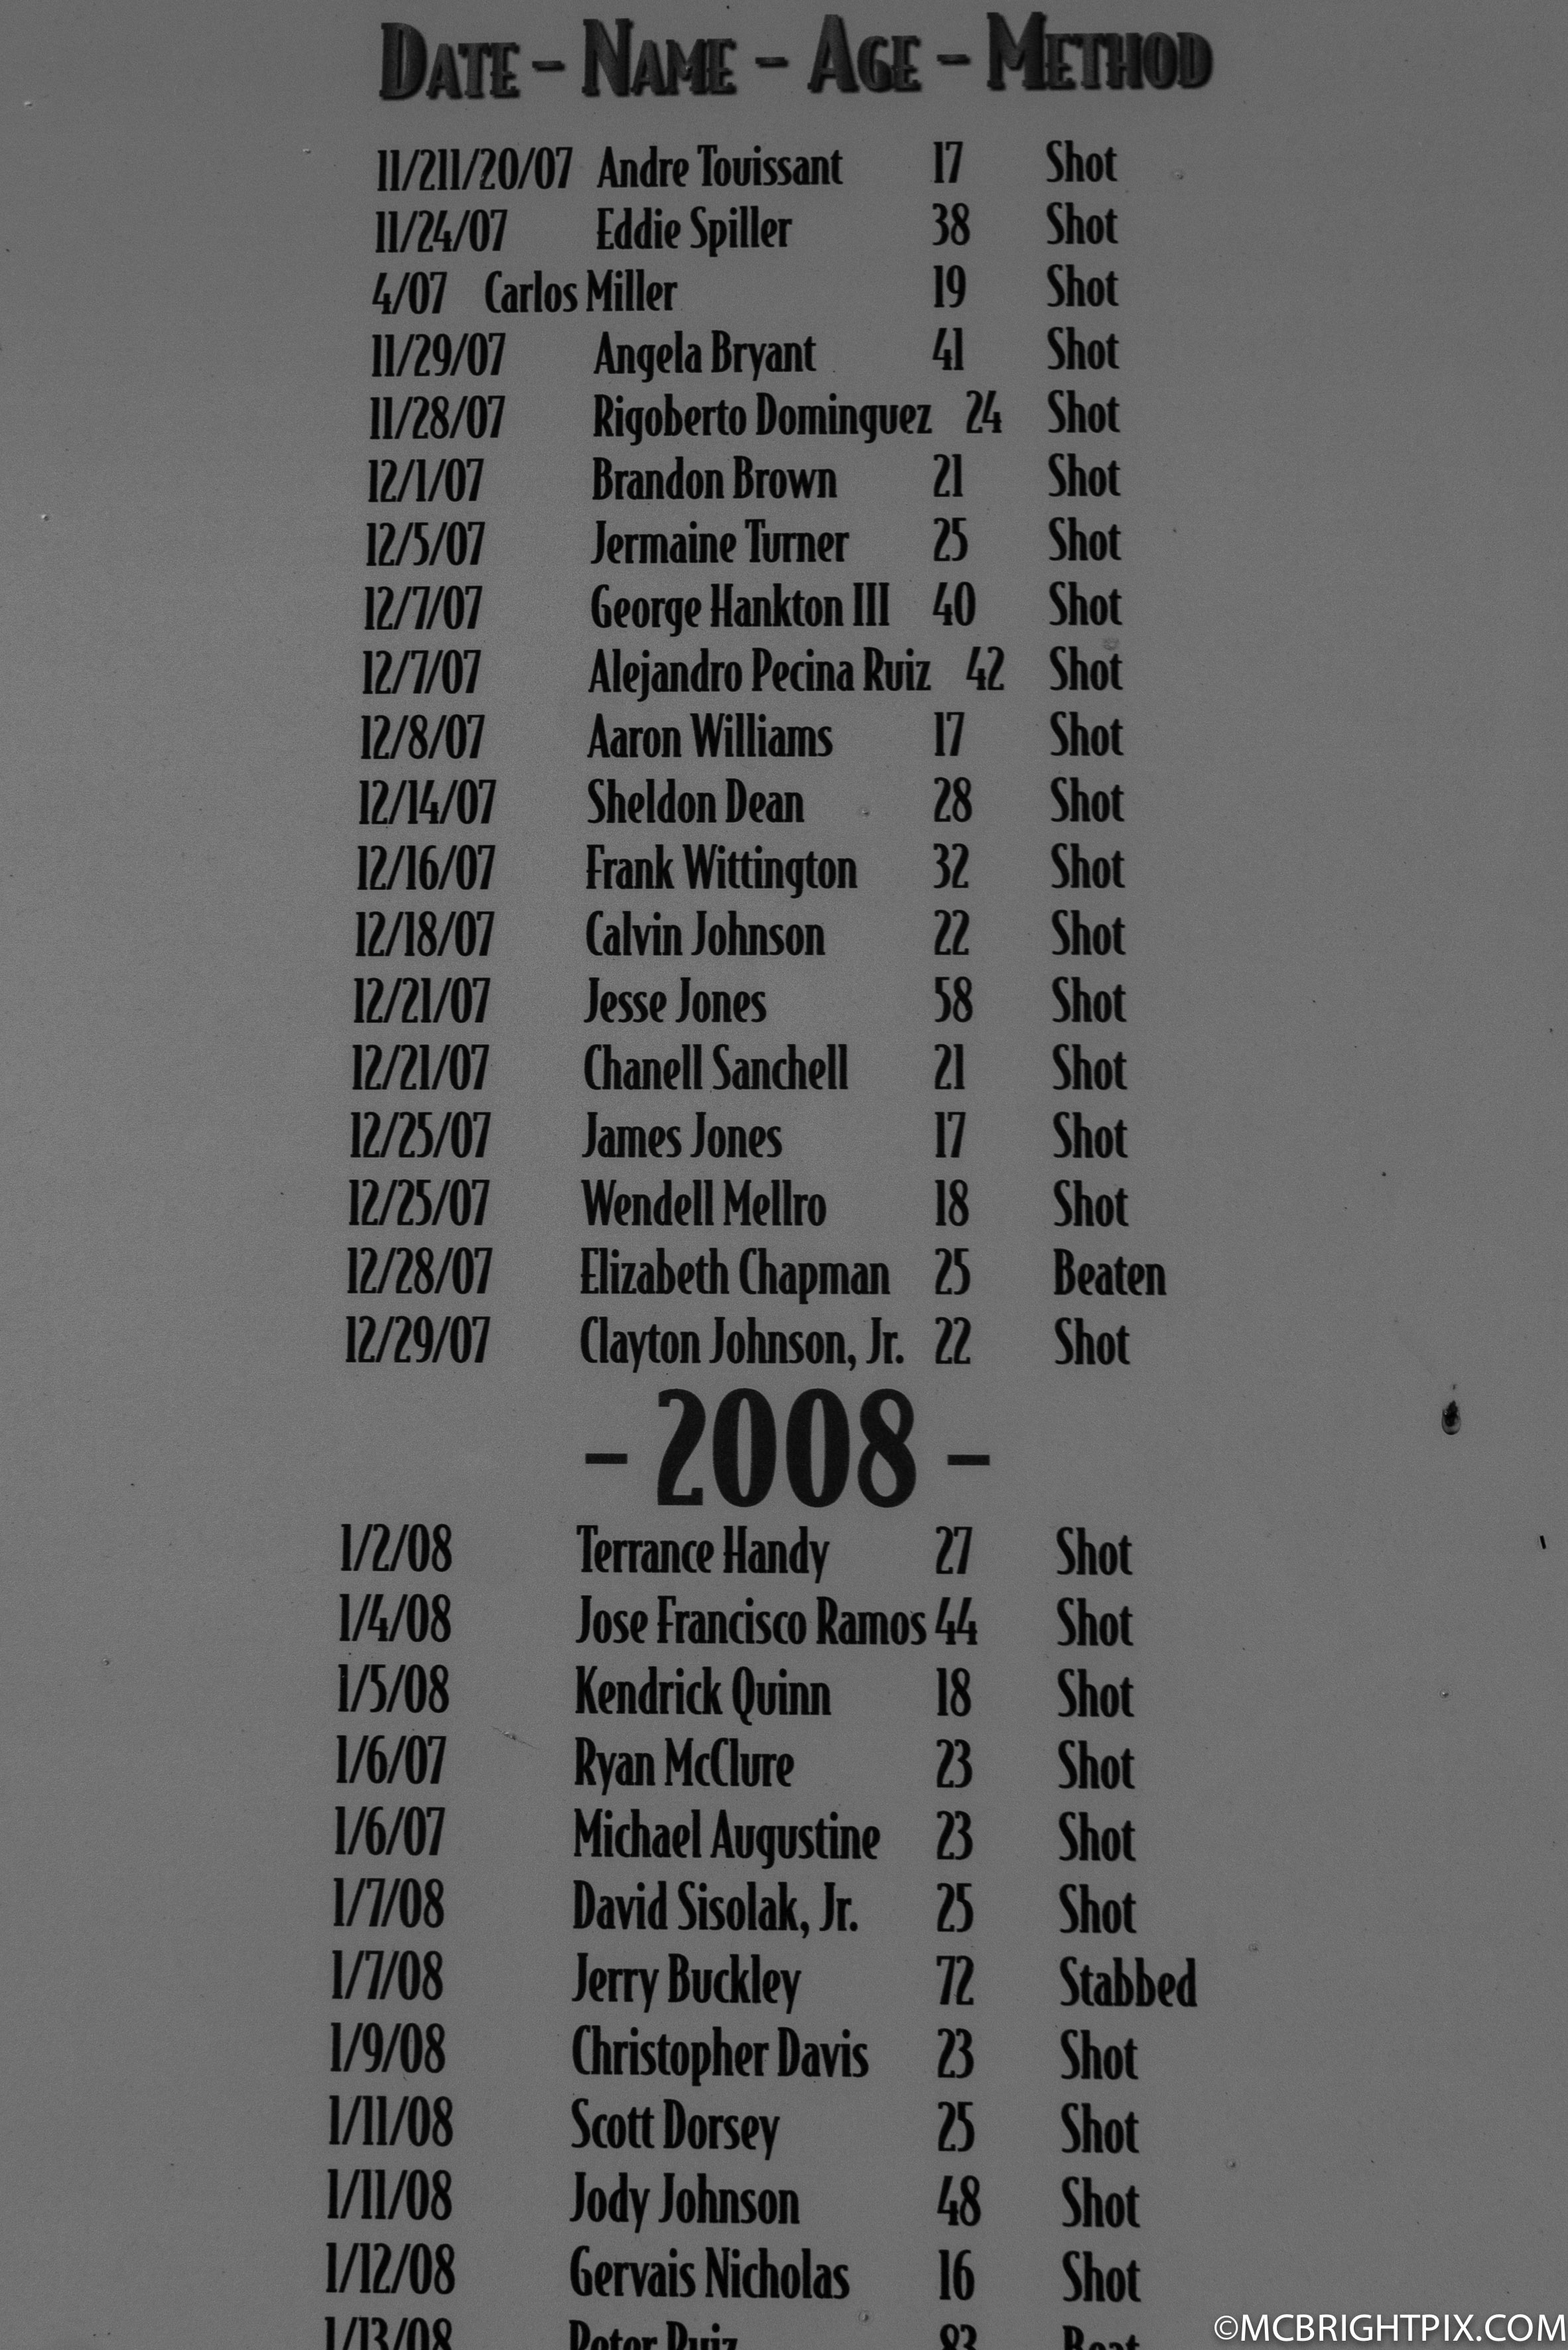 DATE - NAME - AGE - METHOD
11/211/20/07 Andre Touissant 17 Shot
11/24/07 Eddie Spiller 38 Shot
4/07 Carlos Miller 19 Shot
11/29/07 Angela Bryant 41 Shot
11/28/07 Rigoberto Dominguez 24 Shot
12/1/07 Brandon Brown 21 Shot
12/5/07 Jermaine Turner 25 Shot
12/7/07 George Hankton III 40 Shot
12/7/07 Alejandro Pecina Ruiz 42 Shot
12/8/07 Aaron Williams 17 Shot
12/14/07 Sheldon Dean 28 Shot
12/16/07 Frank Wittington 32 Shot
12/18/07 Calvin Johnson 22 Shot
12/21/07 Jesse Jones 58 Shot
12/21/07 Chanell Sanchell 21 Shot
12/25/07 James Jones 17 Shot
12/25/07 Wendell Mellro 18 Shot
12/28/07 Elizabeth Chapman 25 Beaten
12/29/07 Clayton Johnson, Jr. 22 Shot
- 2008 -
1/2/08 Terrance Handy 27 Shot
1/4/08 Jose Francisco Ramos 44 Shot
1/5/08 Kendrick Quinn 18 Shot
1/6/07 Ryan McClure 23 Shot
1/6/07 Michael Augustine 23 Shot
1/7/08 David Sisolak, Jr. 25 Shot
1/7/08 Jerry Buckley 72 Stabbed
1/9/08 Christopher Davis 23 Shot
1/11/08 Scott Dorsey 25 Shot
1/11/08 Jody Johnson 48 Shot
1/12/08 Gervais Nicholas 16 Shot
1/13/08 Peter Ruiz 83
©MCBRIGHTPIX.COM